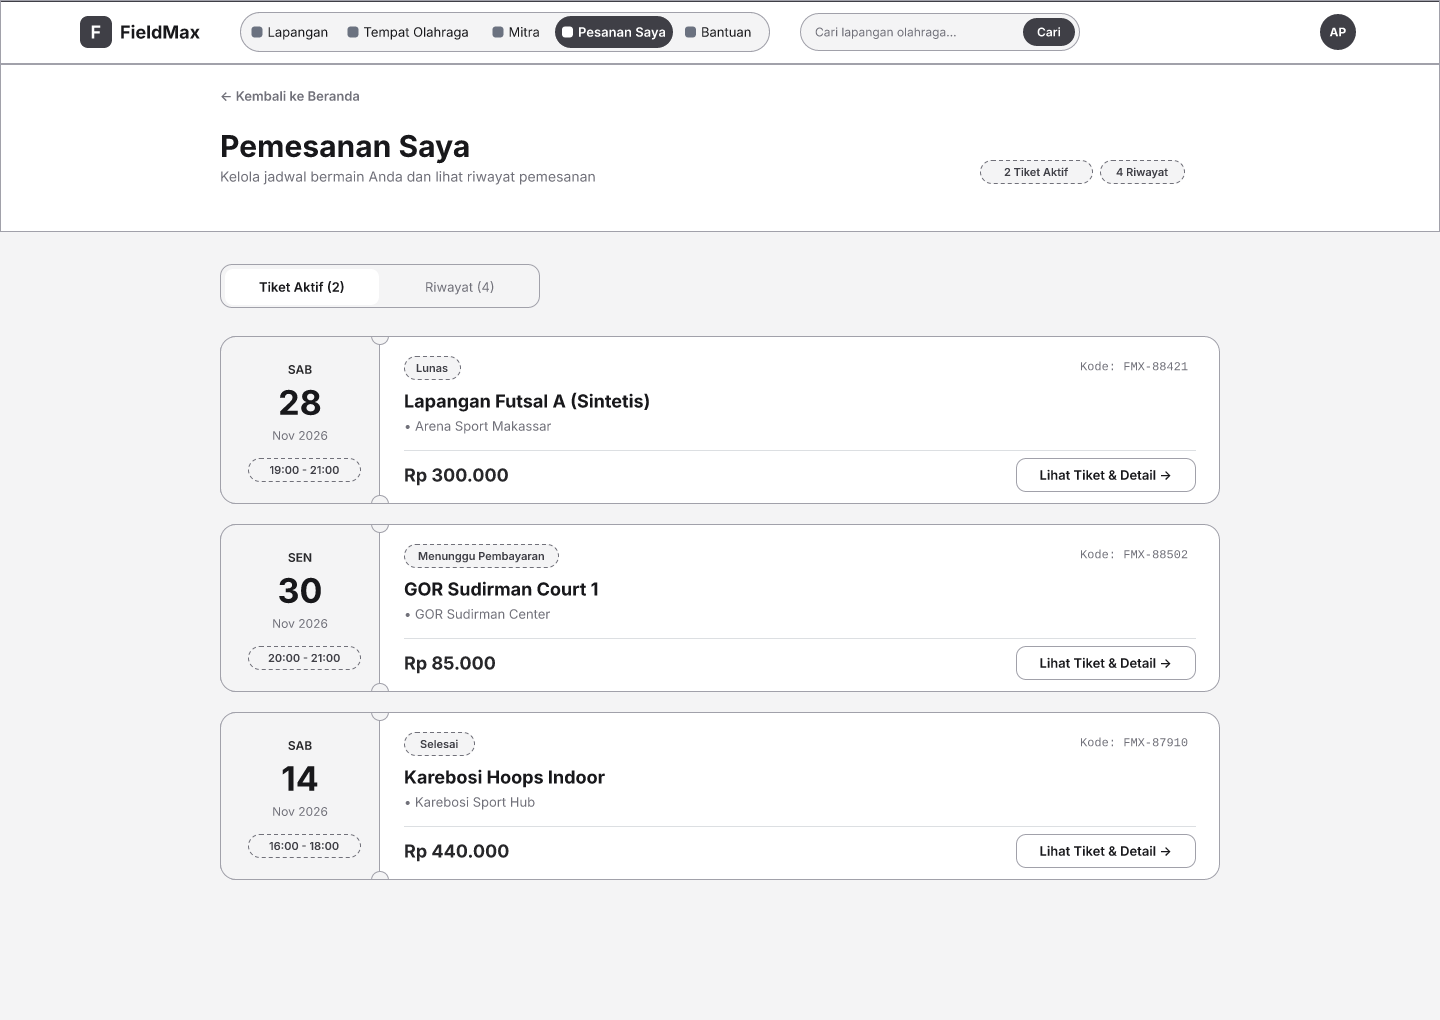 F FieldMax Lapangan Tempat Olahraga Mitra Pesanan Saya Bantuan Cari lapangan olahraga... Cari AP
← Kembali ke Beranda
Pemesanan Saya
Kelola jadwal bermain Anda dan lihat riwayat pemesanan
2 Tiket Aktif 4 Riwayat
Tiket Aktif (2) Riwayat (4)
SAB
28
Nov 2026
19:00 - 21:00
Lunas
Kode: FMX-88421
Lapangan Futsal A (Sintetis)
• Arena Sport Makassar
Rp 300.000
Lihat Tiket & Detail →
SEN
30
Nov 2026
20:00 - 21:00
Menunggu Pembayaran
Kode: FMX-88502
GOR Sudirman Court 1
• GOR Sudirman Center
Rp 85.000
Lihat Tiket & Detail →
SAB
14
Nov 2026
16:00 - 18:00
Selesai
Kode: FMX-87910
Karebosi Hoops Indoor
• Karebosi Sport Hub
Rp 440.000
Lihat Tiket & Detail →